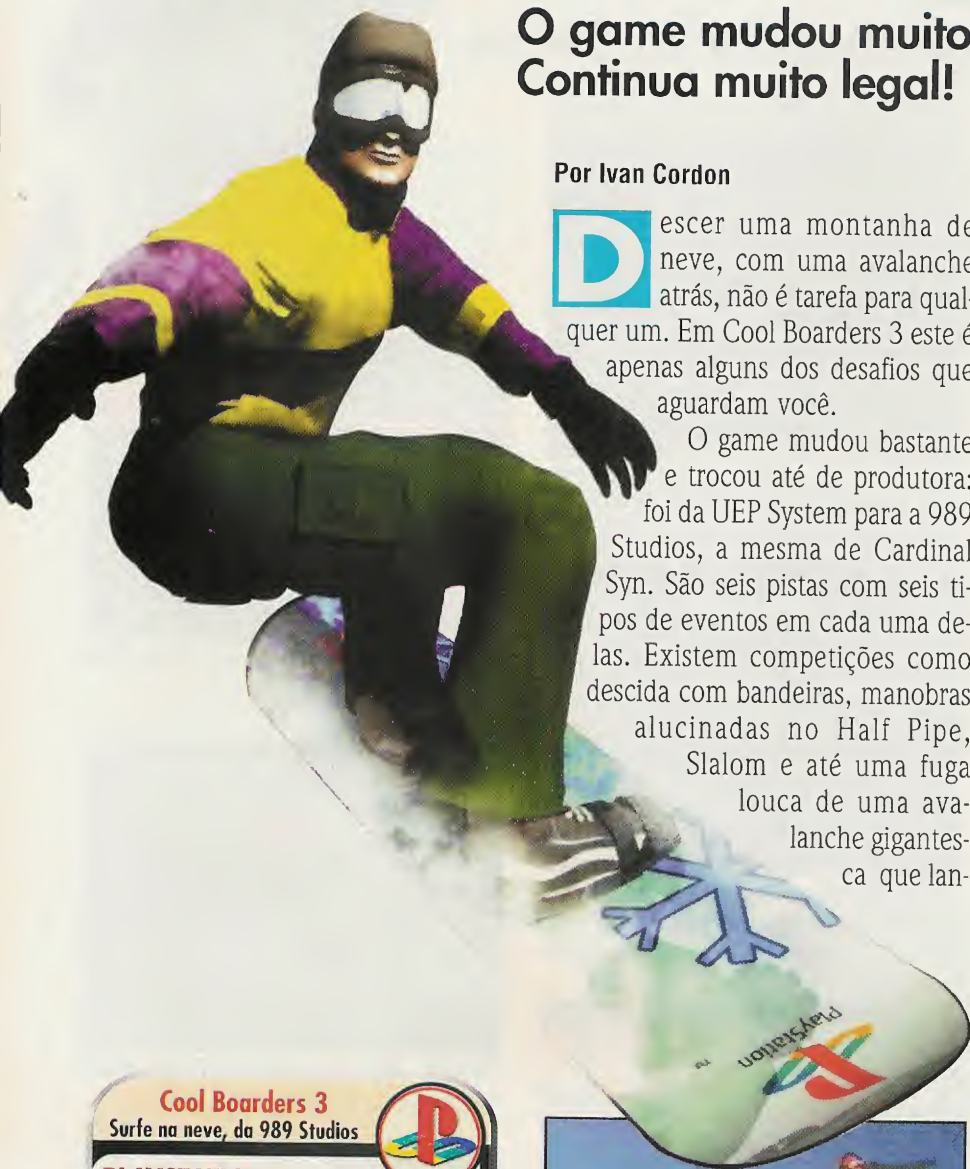 O game mudou muito
Continua muito legal!
Por Ivan Cordon
Descer uma montanha de
neve, com uma avalanche
atrás, não é tarefa para qual-
quer um. Em Cool Boarders 3 este é
apenas alguns dos desafios que
aguardam você.
O game mudou bastante
e trocou até de produtora:
foi da UEP System para a 989
Studios, a mesma de Cardinal
Syn. São seis pistas com seis ti-
pos de eventos em cada uma de-
las. Existem competições como
descida com bandeiras, manobras
alucinadas no Half Pipe,
Slalom e até uma fuga
louca de uma ava-
lanche gigantes-
ca que lan-
PlayStation
Cool Boarders 3
Surfe na neve, da 989 Studios